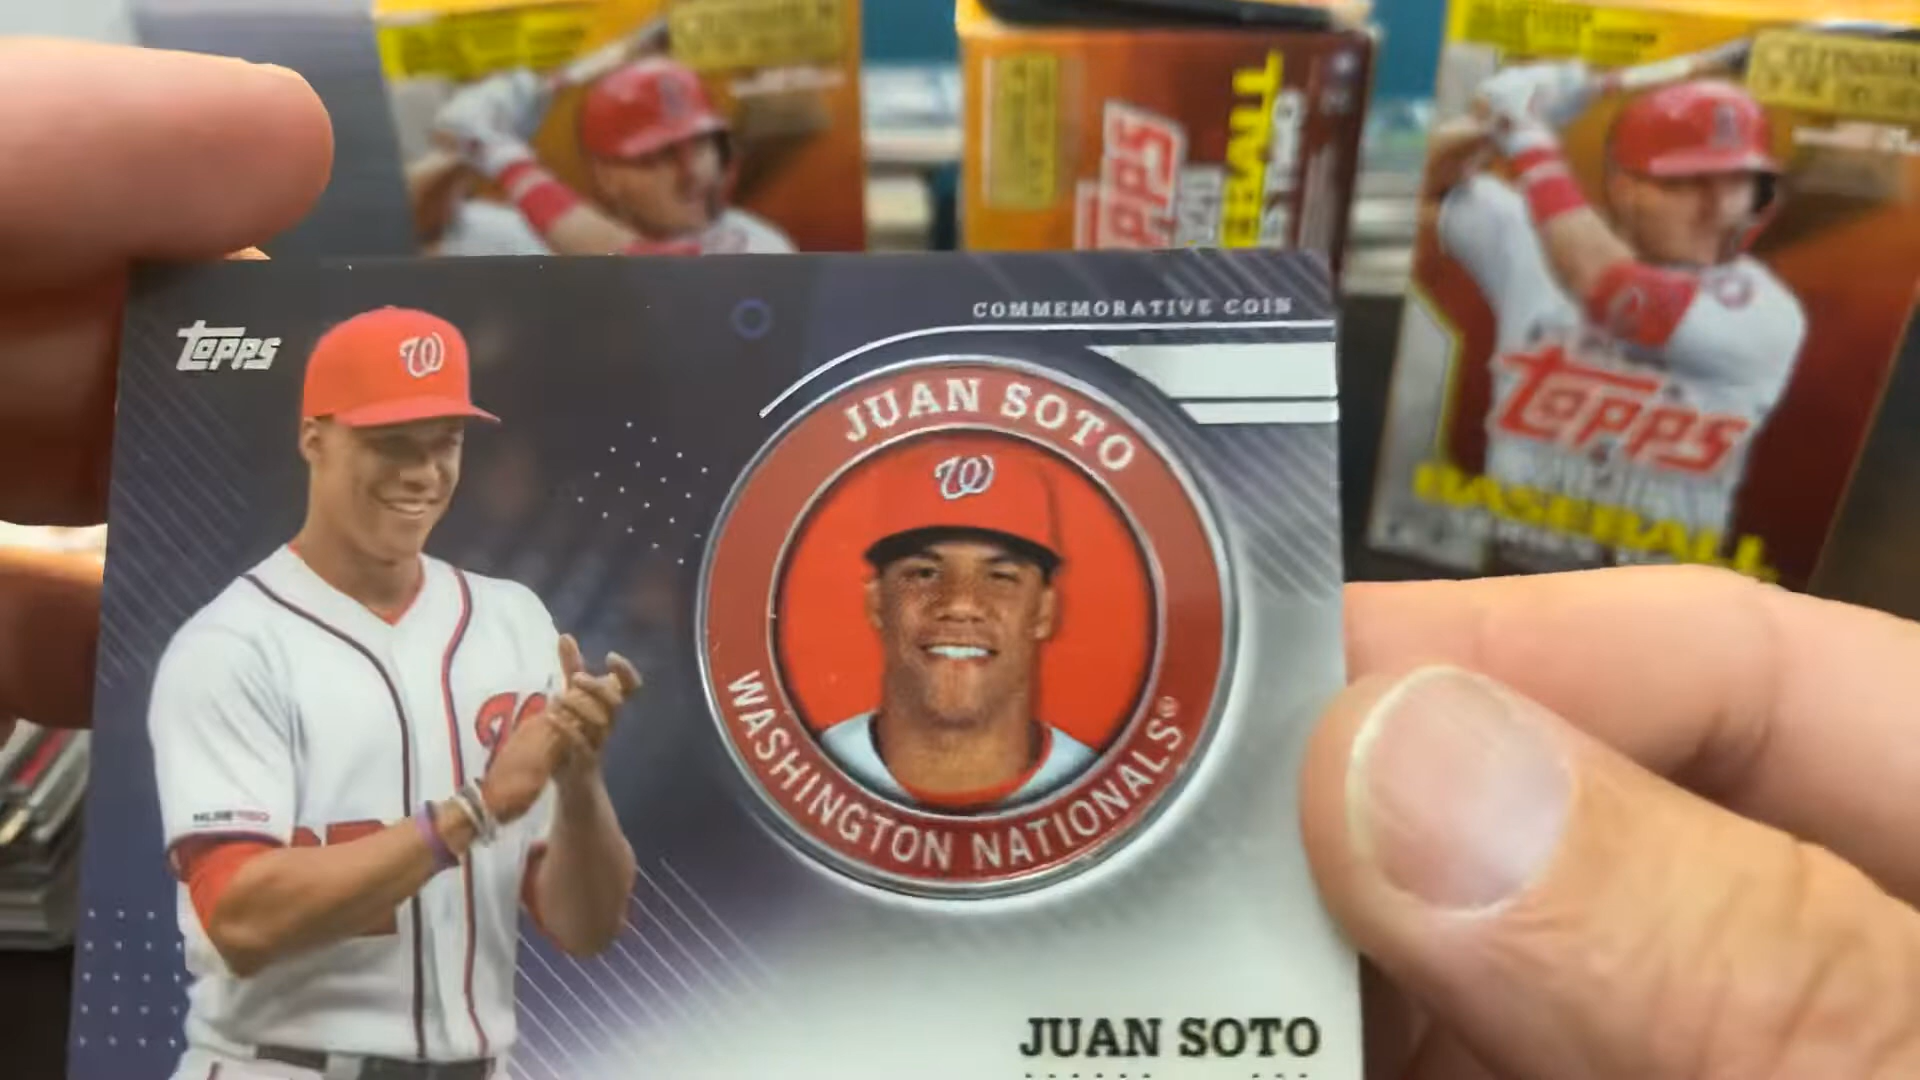 TOPPS
BASEBALL
TOPPS
BASEBALL
TOPPS
COMMEMORATIVE COIN
JUAN SOTO
W
W
WASHINGTON NATIONALS®
JUAN SOTO